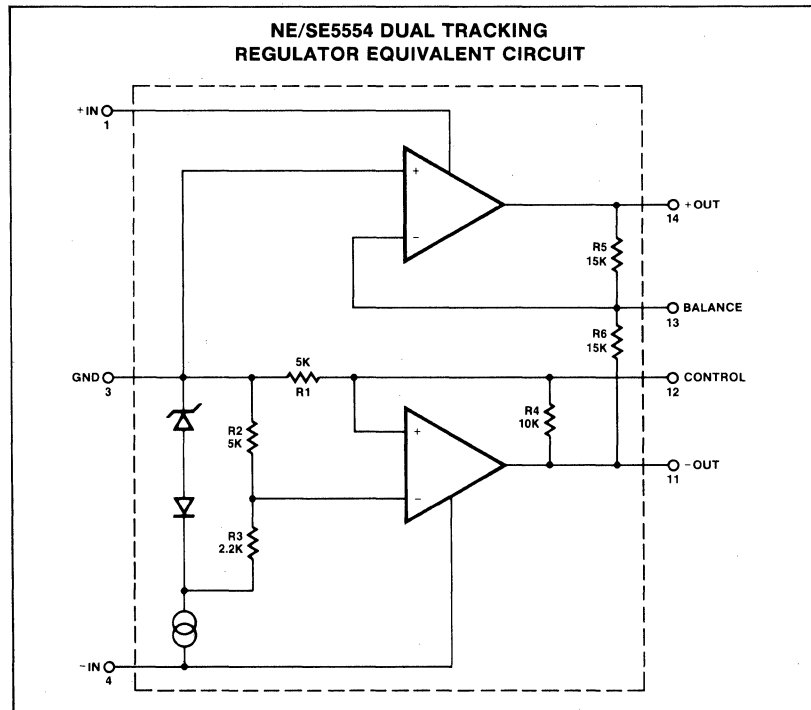 NE/SE5554 DUAL TRACKING
REGULATOR EQUIVALENT CIRCUIT
+IN
1
+
−
+OUT
14
R5
15K
BALANCE
13
R6
15K
GND
3
5K
R1
CONTROL
12
R2
5K
+
−
R4
10K
−OUT
11
R3
2.2K
−IN
4